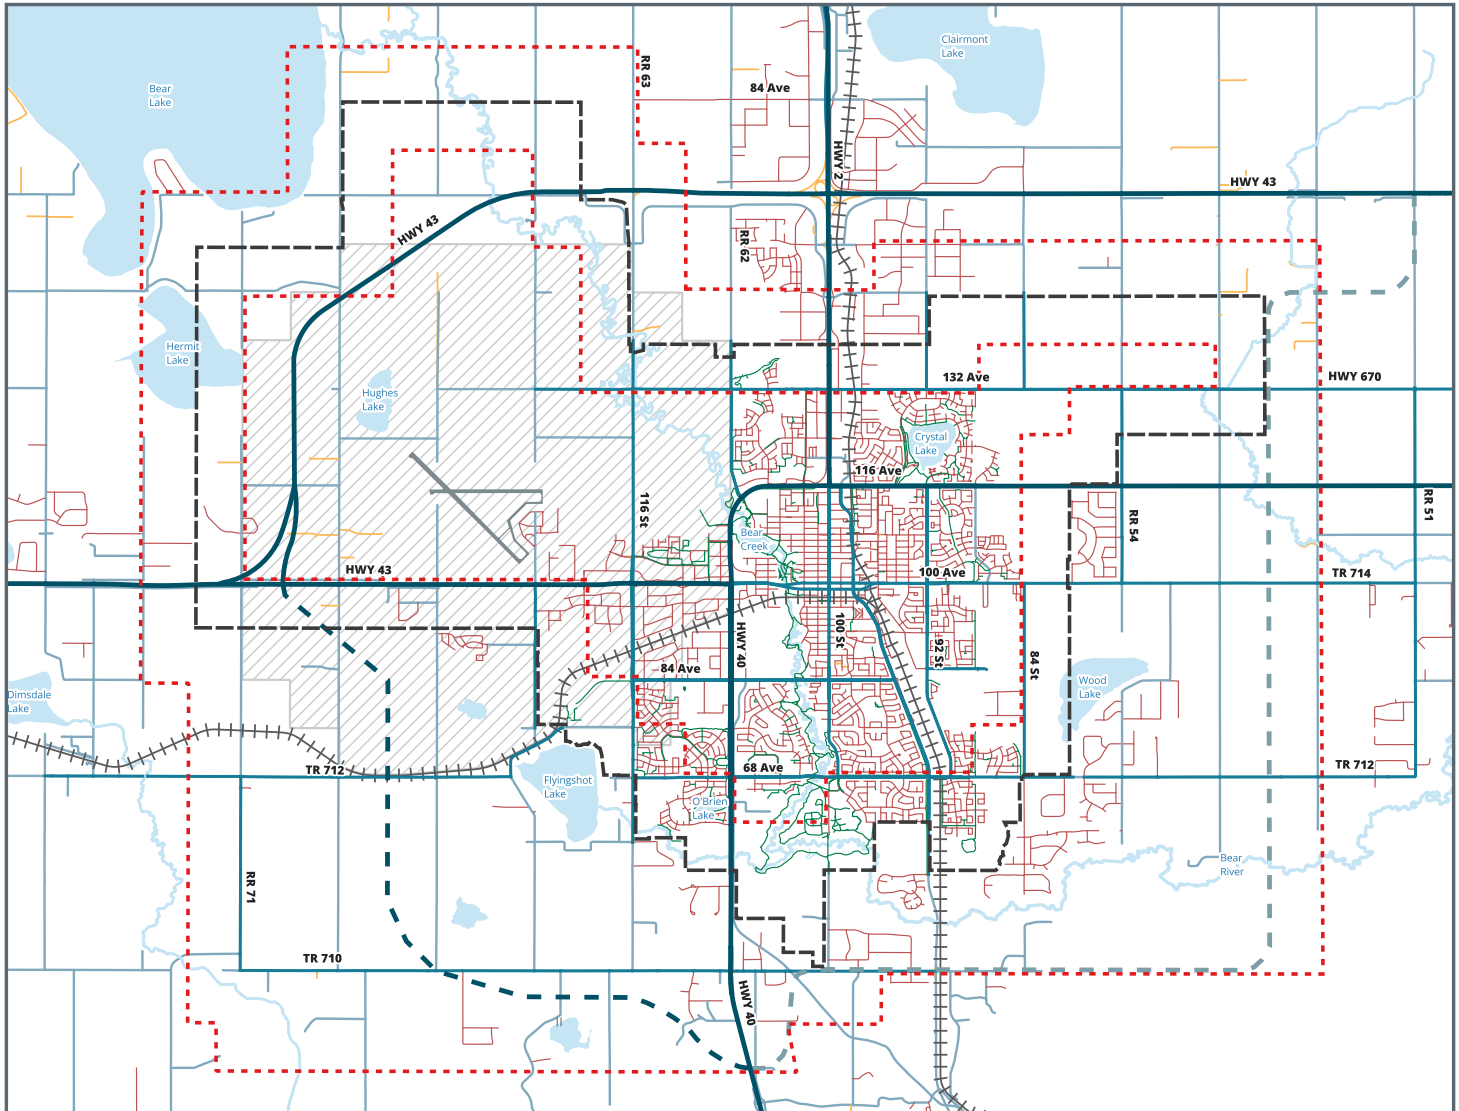 Clairmont
Lake
RR 63
Bear
Lake
84 Ave
HWY 2
HWY 43
HWY 43
RR 62
Hermit
Lake
132 Ave
HWY 670
Hughes
Lake
Crystal
Lake
116 Ave
116 St
RR 51
RR 54
Bear
Creek
HWY 43
100 Ave
TR 714
100 St
HWY 40
92 St
84 St
84 Ave
Wood
Lake
Dimsdale
Lake
TR 712
68 Ave
TR 712
Flyingshot
Lake
O'Brien
Lake
Bear
River
RR 71
TR 710
HWY 40